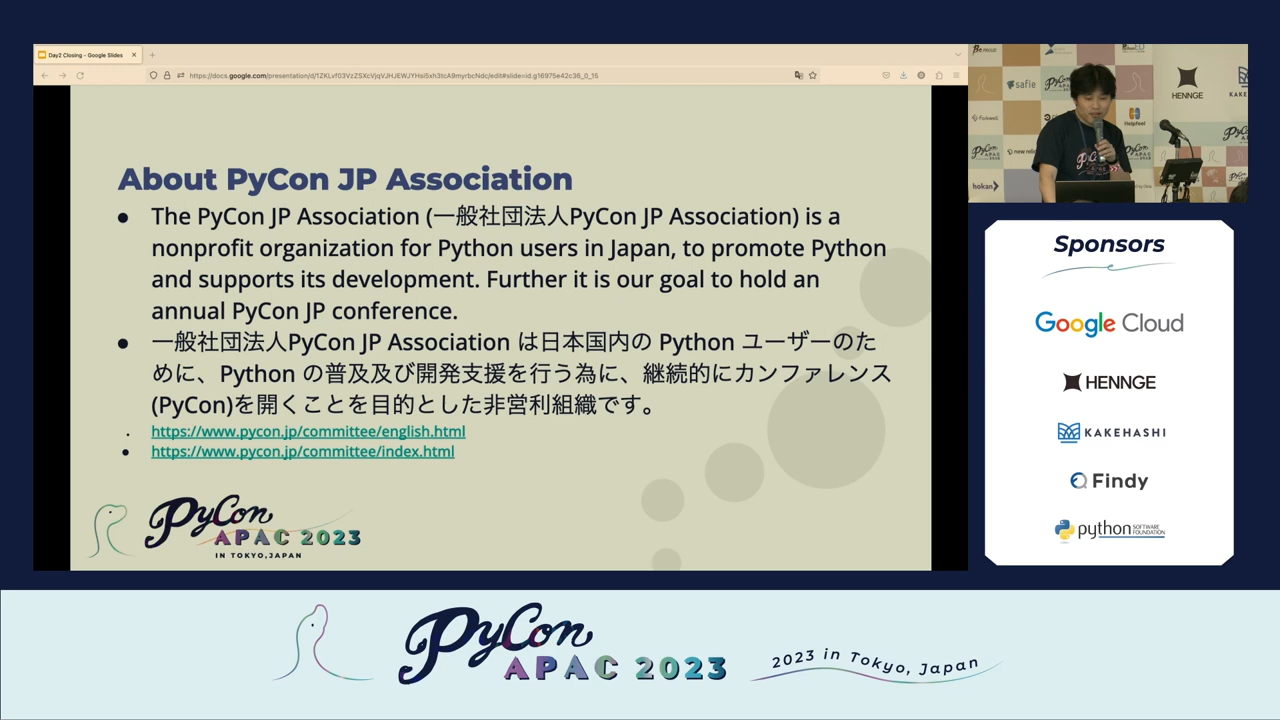 Day2 Closing - Google Slides
https://docs.google.com/presentation/d/1ZKLvf03VzZSXcVjqVJHJEWJYHsl5xh3tcA9myrbcNdc/edit#slide=id.g16975e42c36_0_15
About PyCon JP Association
The PyCon JP Association (一般社団法人PyCon JP Association) is a
nonprofit organization for Python users in Japan, to promote Python
and supports its development. Further it is our goal to hold an
annual PyCon JP conference.
一般社団法人PyCon JP Association は日本国内の Python ユーザーのた
めに、Python の普及及び開発支援を行う為に、継続的にカンファレンス
(PyCon)を開くことを目的とした非営利組織です。
https://www.pycon.jp/committee/english.html
https://www.pycon.jp/committee/index.html
PyCon
APAC 2023
IN TOKYO,JAPAN
safie
HENNGE
KAKE
Helpfeel
new reli
hokan
Sponsors
Google Cloud
HENNGE
KAKEHASHI
Findy
python SOFTWARE FOUNDATION
PyCon
APAC 2023
2023 in Tokyo, Japan